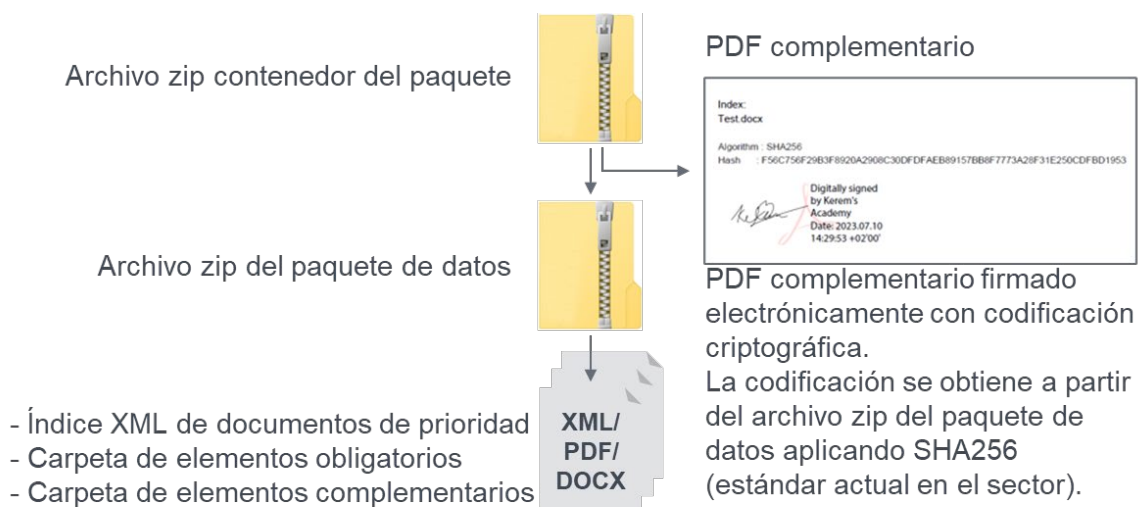 Archivo zip contenedor del paquete
PDF complementario
Index:
Test.docx
Algorithm : SHA256
Hash : F56C756F29B3F8920A2908C30DFDFAEB89157BB8F7773A28F31E250CDFBD1953
Digitally signed
by Kerem's
Academy
Date: 2023.07.10
14:29:53 +02'00'
Archivo zip del paquete de datos
PDF complementario firmado
electrónicamente con codificación
criptográfica.
La codificación se obtiene a partir
del archivo zip del paquete de
datos aplicando SHA256
(estándar actual en el sector).
- Índice XML de documentos de prioridad
- Carpeta de elementos obligatorios
- Carpeta de elementos complementarios
XML/
PDF/
DOCX